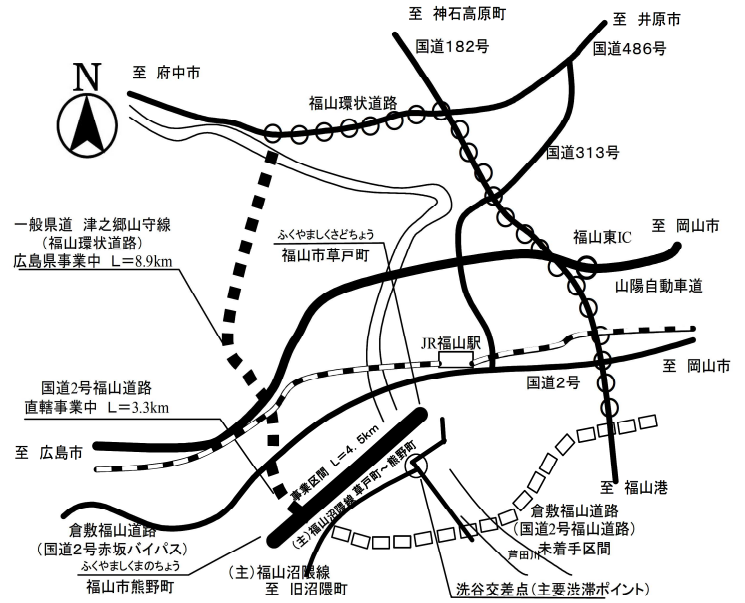 至 神石高原町
至 井原市
国道182号
国道486号
N
至 府中市
福山環状道路
国道313号
一般県道 津之郷山守線
(福山環状道路)
広島県事業中 L=8.9km
ふくやましくさどちょう
福山市草戸町
福山東IC
至 岡山市
山陽自動車道
JR福山駅
至 岡山市
国道2号
国道2号福山道路
直轄事業中 L=3.3km
至 広島市
事業区間 L=4.5km
(主)福山沼隈線 草戸町~熊野町
至 福山港
倉敷福山道路
(国道2号赤坂バイパス)
倉敷福山道路
(国道2号福山道路)
未着手区間
芦田川
ふくやましくまのちょう
福山市熊野町
(主)福山沼隈線
至 旧沼隈町
洗谷交差点(主要渋滞ポイント)